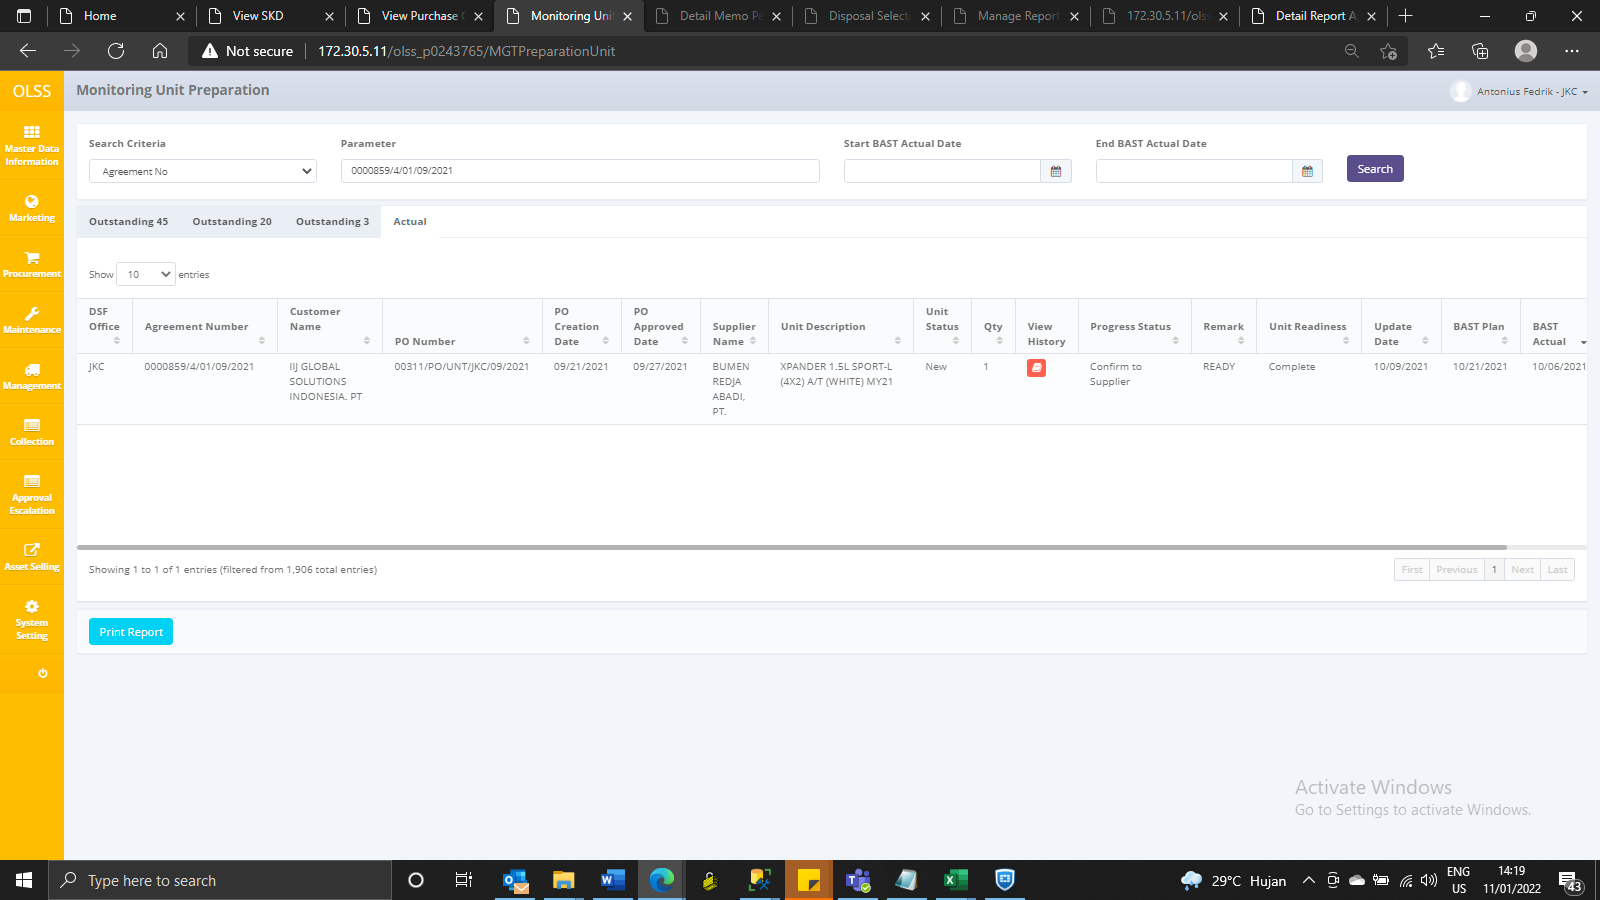 Home
View SKD
View Purchase
Monitoring Uni
Detail Memo Pe
Disposal Select
Manage Report
172.30.5.11/ols
Detail Report A
Not secure
172.30.5.11/olss_p0243765/MGTPreparationUnit
OLSS
Monitoring Unit Preparation
Antonius Fedrik - JKC
Master Data
Information
Marketing
Procurement
Maintenance
Management
Collection
Approval
Escalation
Asset Selling
System
Setting
Search Criteria
Parameter
Start BAST Actual Date
End BAST Actual Date
Agreement No
0000859/4/01/09/2021
Search
Outstanding 45
Outstanding 20
Outstanding 3
Actual
Show 10 entries
DSF
Office
Agreement Number
Customer
Name
PO Number
PO
Creation
Date
PO
Approved
Date
Supplier
Name
Unit Description
Unit
Status
Qty
View
History
Progress Status
Remark
Unit Readiness
Update
Date
BAST Plan
BAST
Actual
JKC
0000859/4/01/09/2021
IIJ GLOBAL
SOLUTIONS
INDONESIA. PT
00311/PO/UNT/JKC/09/2021
09/21/2021
09/27/2021
BUMEN
REDJA
ABADI,
PT.
XPANDER 1.5L SPORT-L
(4X2) A/T (WHITE) MY21
New
1
Confirm to
Supplier
READY
Complete
10/09/2021
10/21/2021
10/06/2021
Showing 1 to 1 of 1 entries (filtered from 1,906 total entries)
First
Previous
1
Next
Last
Print Report
Activate Windows
Go to Settings to activate Windows.
Type here to search
29°C Hujan
ENG
US
14:19
11/01/2022
43